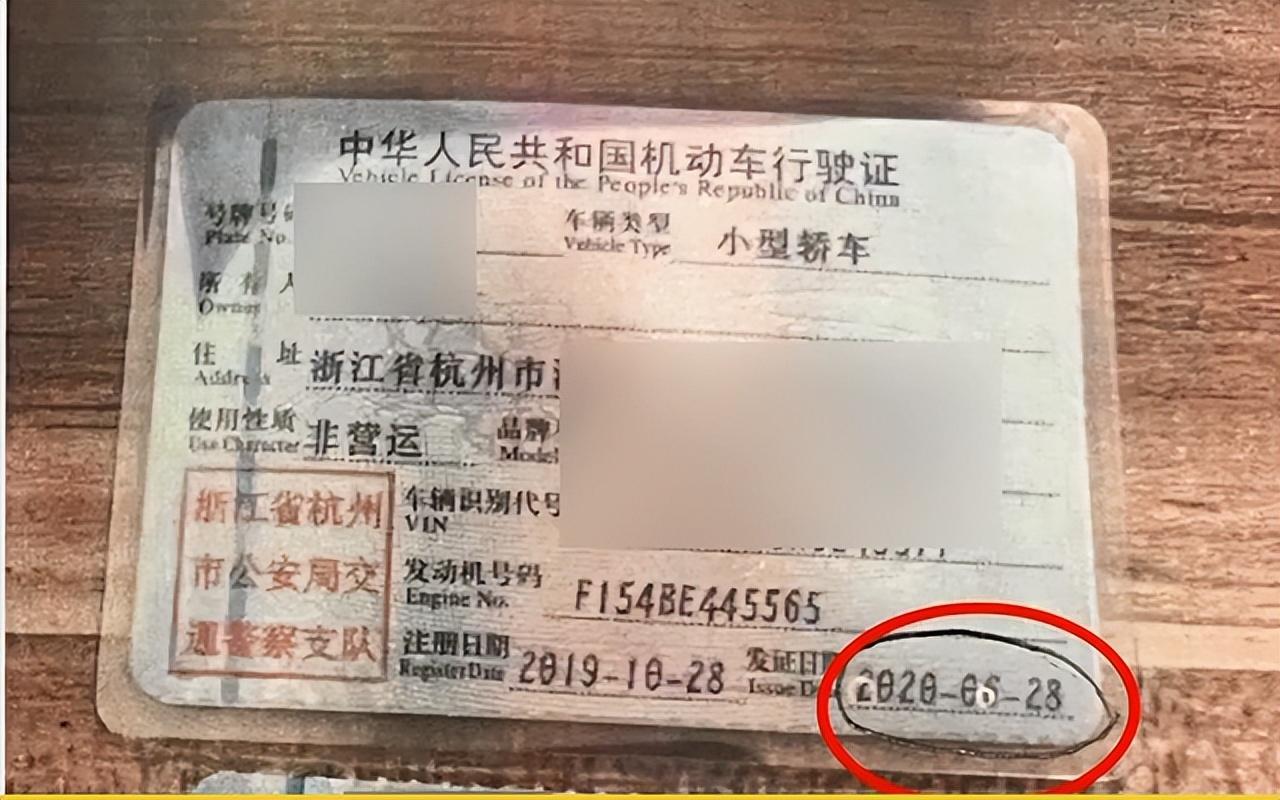 中华人民共和国机动车行驶证
Vehicle License of the People's Republic of China
号牌号 车辆类型 小型轿车
Plate No. Vehicle Type
所有人
Owner
住址 浙江省杭州市
Address
使用性质 非营运 品牌
Use Character Model
浙江省杭州
市公安局交
通警察支队
车辆识别代号
VIN
发动机号码 F154BE445565
Engine No.
注册日期 2019-10-28 发证日期 2020-06-28
Register Date Issue